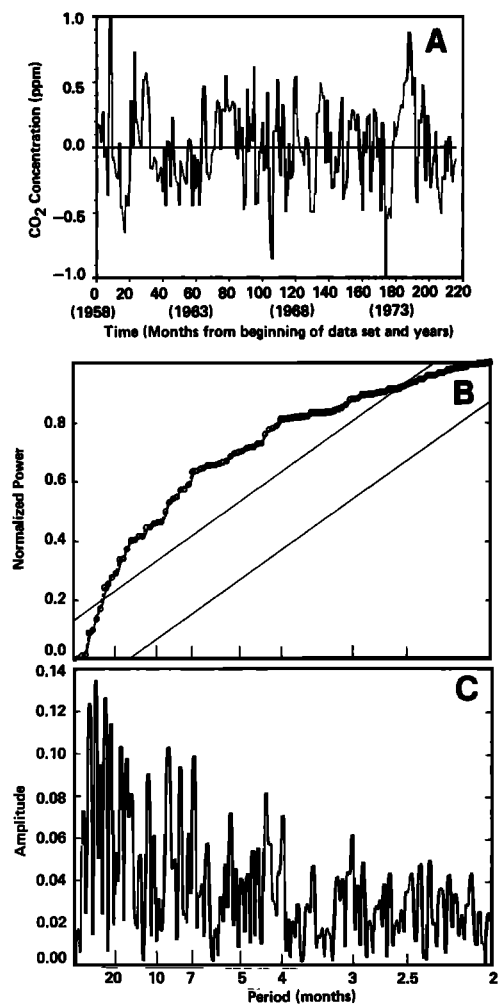 A
1.0
0.5
0.0
−0.5
−1.0
CO2 Concentration (ppm)
0 20 40 60 80 100 120 140 160 180 200 220
(1958) (1963) (1968) (1973)
Time (Months from beginning of data set and years)
B
0.8
0.6
0.4
0.2
0.0
Normalized Power
C
0.14
0.12
0.10
0.08
0.06
0.04
0.02
0.00
Amplitude
20 10 7 5 4 3 2.5 2
Period (months)